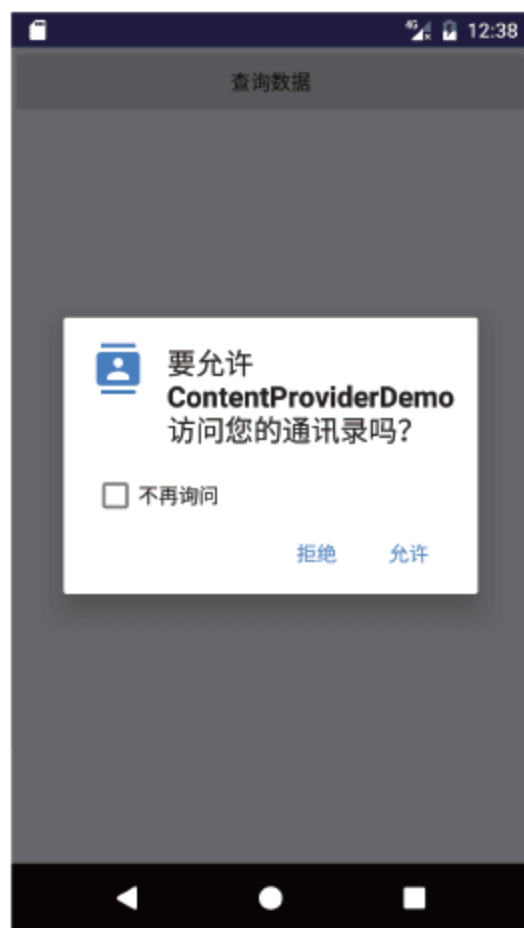 4G 12:38
查询数据
要允许
ContentProviderDemo
访问您的通讯录吗?
不再询问
拒绝 允许